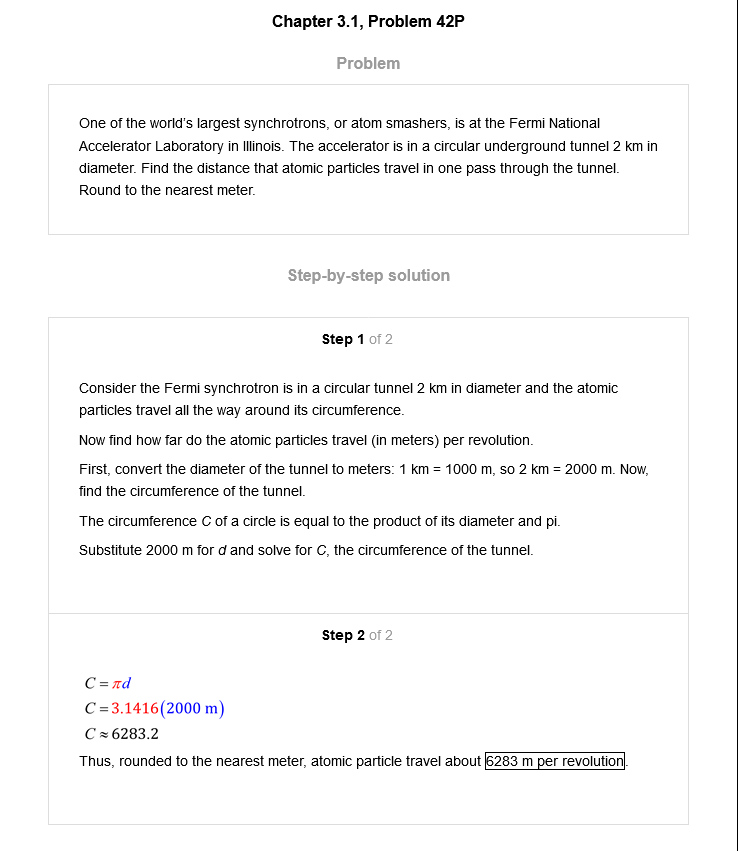 Chapter 3.1, Problem 42P
Problem
One of the world's largest synchrotrons, or atom smashers, is at the Fermi National
Accelerator Laboratory in Illinois. The accelerator is in a circular underground tunnel 2 km in
diameter. Find the distance that atomic particles travel in one pass through the tunnel.
Round to the nearest meter.
Step-by-step solution
Step 1 of 2
Consider the Fermi synchrotron is in a circular tunnel 2 km in diameter and the atomic
particles travel all the way around its circumference.
Now find how far do the atomic particles travel (in meters) per revolution.
First, convert the diameter of the tunnel to meters: 1 km = 1000 m, so 2 km = 2000 m. Now,
find the circumference of the tunnel.
The circumference C of a circle is equal to the product of its diameter and pi.
Substitute 2000 m for d and solve for C, the circumference of the tunnel.
Step 2 of 2
C = πd
C = 3.1416(2000 m)
C ≈ 6283.2
Thus, rounded to the nearest meter, atomic particle travel about 6283 m per revolution.